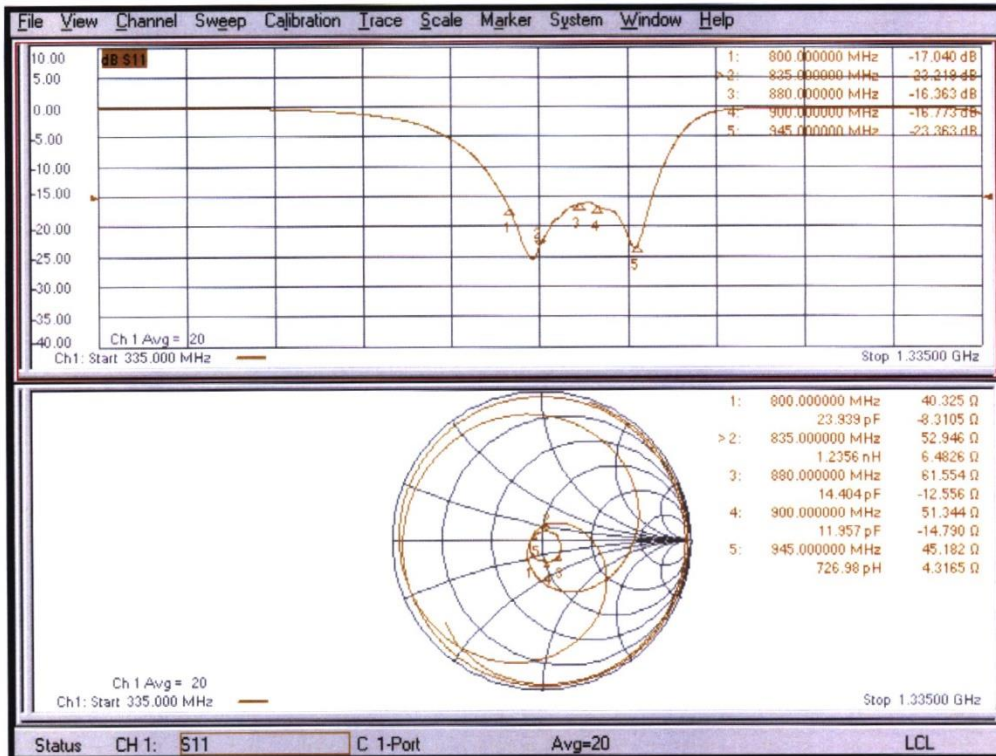 File View Channel Sweep Calibration Trace Scale Marker System Window Help
10.00
5.00
0.00
-5.00
-10.00
-15.00
-20.00
-25.00
-30.00
-35.00
-40.00
dB S11
1: 800.000000 MHz -17.040 dB
>2: 835.000000 MHz -23.219 dB
3: 880.000000 MHz -16.363 dB
4: 900.000000 MHz -16.773 dB
5: 945.000000 MHz -23.363 dB
1
2
3
4
5
Ch 1 Avg = 20
Ch1: Start 335.000 MHz
Stop 1.33500 GHz
1: 800.000000 MHz 40.325 Ω
23.939 pF -8.3105 Ω
>2: 835.000000 MHz 52.946 Ω
1.2356 nH 6.4826 Ω
3: 880.000000 MHz 61.554 Ω
14.404 pF -12.556 Ω
4: 900.000000 MHz 51.344 Ω
11.957 pF -14.790 Ω
5: 945.000000 MHz 45.182 Ω
726.98 pH 4.3165 Ω
5
1
3
Ch 1 Avg = 20
Ch1: Start 335.000 MHz
Stop 1.33500 GHz
Status CH 1: S11 C 1-Port Avg=20 LCL